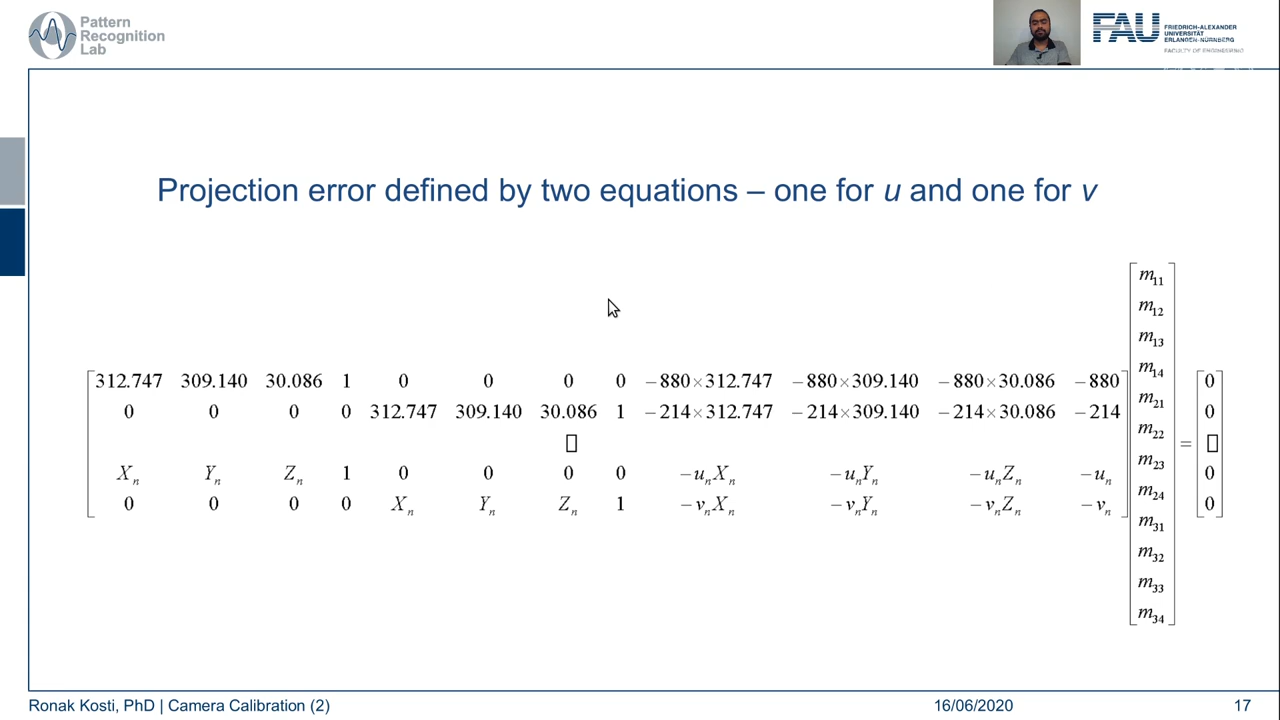 Pattern
Recognition
Lab
FAU
FRIEDRICH-ALEXANDER
UNIVERSITÄT
ERLANGEN-NÜRNBERG
FACULTY OF ENGINEERING
Projection error defined by two equations – one for u and one for v
312.747 309.140 30.086 1 0 0 0 0 −880×312.747 −880×309.140 −880×30.086 −880
0 0 0 0 312.747 309.140 30.086 1 −214×312.747 −214×309.140 −214×30.086 −214
▯
Xₙ Yₙ Zₙ 1 0 0 0 0 −uₙXₙ −uₙYₙ −uₙZₙ −uₙ
0 0 0 0 Xₙ Yₙ Zₙ 1 −vₙXₙ −vₙYₙ −vₙZₙ −vₙ
m₁₁
m₁₂
m₁₃
m₁₄
m₂₁
m₂₂
m₂₃
m₂₄
m₃₁
m₃₂
m₃₃
m₃₄
=
0
0
▯
0
0
Ronak Kosti, PhD | Camera Calibration (2) 16/06/2020 17